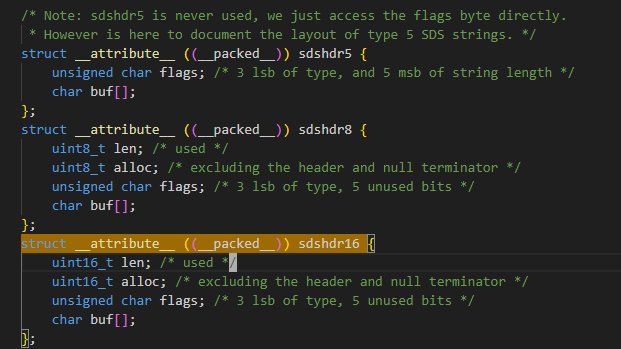 /* Note: sdshdr5 is never used, we just access the flags byte directly.
 * However is here to document the layout of type 5 SDS strings. */
struct __attribute__ ((__packed__)) sdshdr5 {
    unsigned char flags; /* 3 lsb of type, and 5 msb of string length */
    char buf[];
};
struct __attribute__ ((__packed__)) sdshdr8 {
    uint8_t len; /* used */
    uint8_t alloc; /* excluding the header and null terminator */
    unsigned char flags; /* 3 lsb of type, 5 unused bits */
    char buf[];
};
struct __attribute__ ((__packed__)) sdshdr16 {
    uint16_t len; /* used */
    uint16_t alloc; /* excluding the header and null terminator */
    unsigned char flags; /* 3 lsb of type, 5 unused bits */
    char buf[];
};